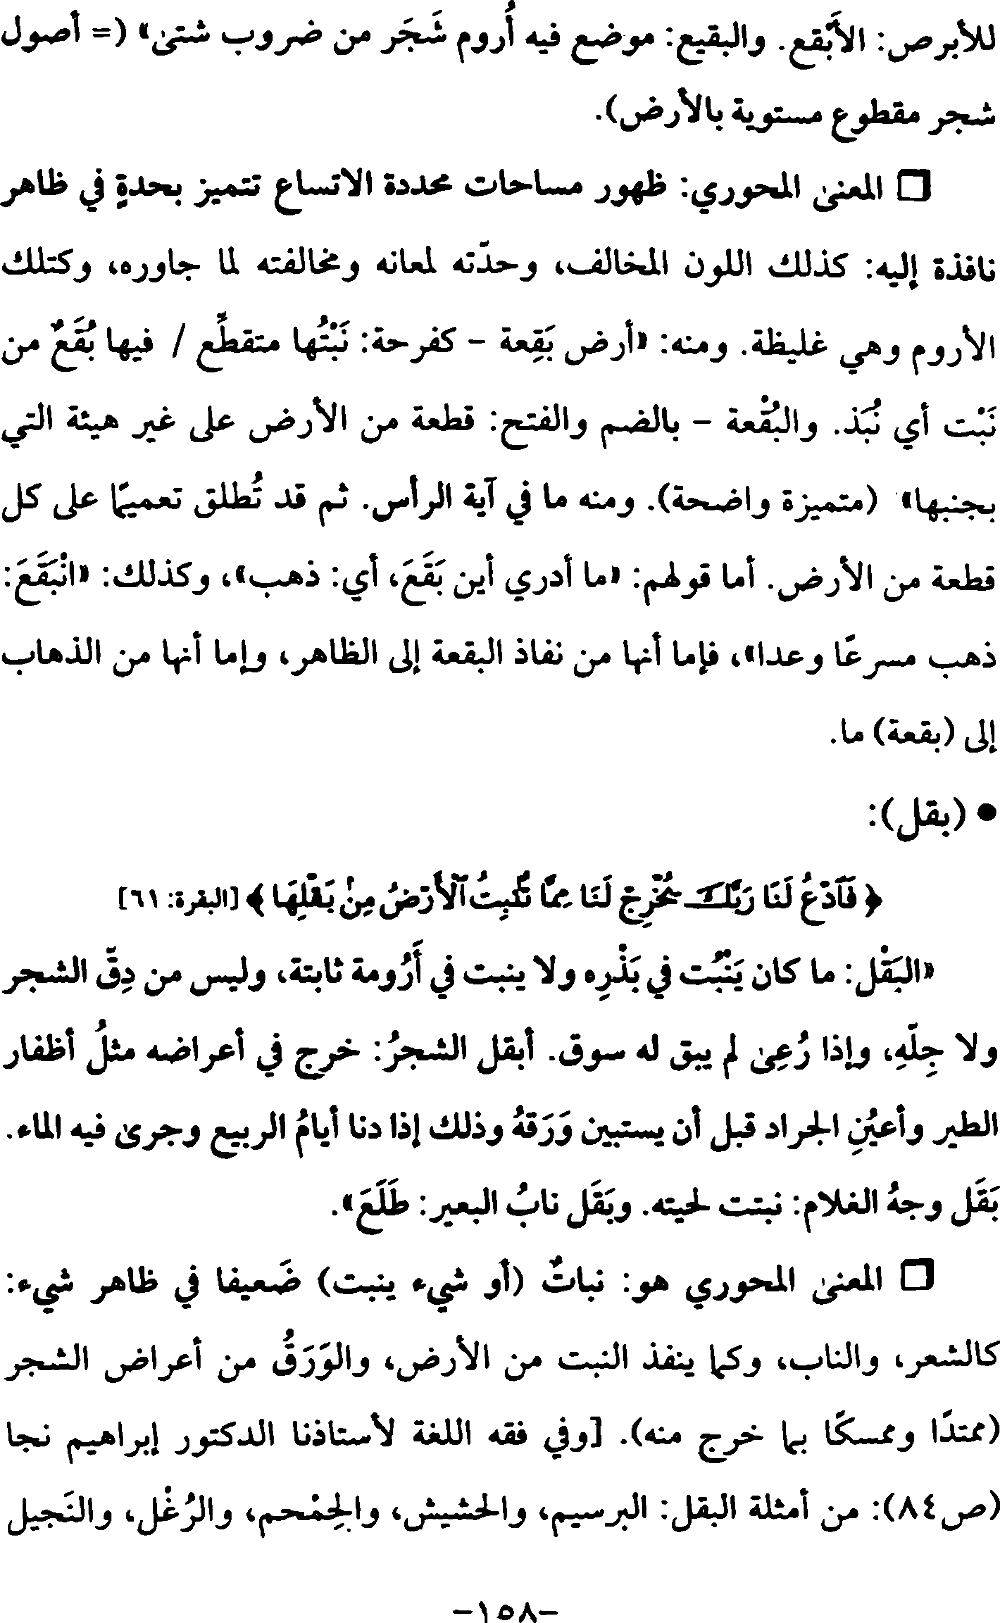 للأبرص: الأَبْقع. والبقيع: موضع فيه أُروم شَجَر من ضروب شتىٰ» (= أصول
شجر مقطوع مستوية بالأرض).
□ المعنىٰ المحوري: ظهور مساحات محددة الاتساع تتميز بحدةٍ في ظاهر
نافذة إليه: كذلك اللون المخالف، وحدّته لمعانه ومخالفته لما جاوره، وكتلك
الأروم وهي غليظة. ومنه: «أرض بَقِعة - كفرحة: نَبْتُها متقطِّع / فيها بُقَعٌ من
نَبْت أي نُبَذ. والبُقْعة - بالضم والفتح: قطعة من الأرض على غير هيئة التي
بجنبها» (متميزة واضحة). ومنه ما في آية الرأس. ثم قد تُطلق تعميمًا على كل
قطعة من الأرض. أما قولهم: «ما أدري أين بَقَعَ، أي: ذهب»، وكذلك: «انْبَقَعَ:
ذهب مسرعًا وعدا»، فإما أنها من نفاذ البقعة إلى الظاهر، وإما أنها من الذهاب
إلى (بقعة) ما.
• (بقل):
﴿ فَٱدْعُ لَنَا رَبَّكَ يُخْرِجْ لَنَا مِمَّا تُنۢبِتُ ٱلْأَرْضُ مِنۢ بَقْلِهَا ﴾ [البقرة: ٦١]
«البَقْل: ما كان يَنْبُت في بَذْرِه ولا ينبت في أَرُومة ثابتة، وليس من دِقّ الشجر
ولا جِلّهِ، وإذا رُعِىٰ لم يبق له سوق. أبقل الشجرُ: خرج في أعراضه مثلُ أظفار
الطير وأعيُنِ الجراد قبل أن يستبين وَرَقهُ وذلك إذا دنا أيامُ الربيع وجرىٰ فيه الماء.
بَقَل وجهُ الغلام: نبتت لحيته. وبَقَل نابُ البعير: طَلَعَ».
□ المعنىٰ المحوري هو: نباتٌ (أو شيء ينبت) ضَعيفا في ظاهر شيء:
كالشعر، والناب، وكما ينفذ النبت من الأرض، والوَرَقُ من أعراض الشجر
(ممتدًا وممسكًا بما خرج منه). [وفي فقه اللغة لأستاذنا الدكتور إبراهيم نجا
(ص٨٤): من أمثلة البقل: البرسيم، والحشيش، والحِمْحم، والرُغْل، والنَجيل
-١٥٨-